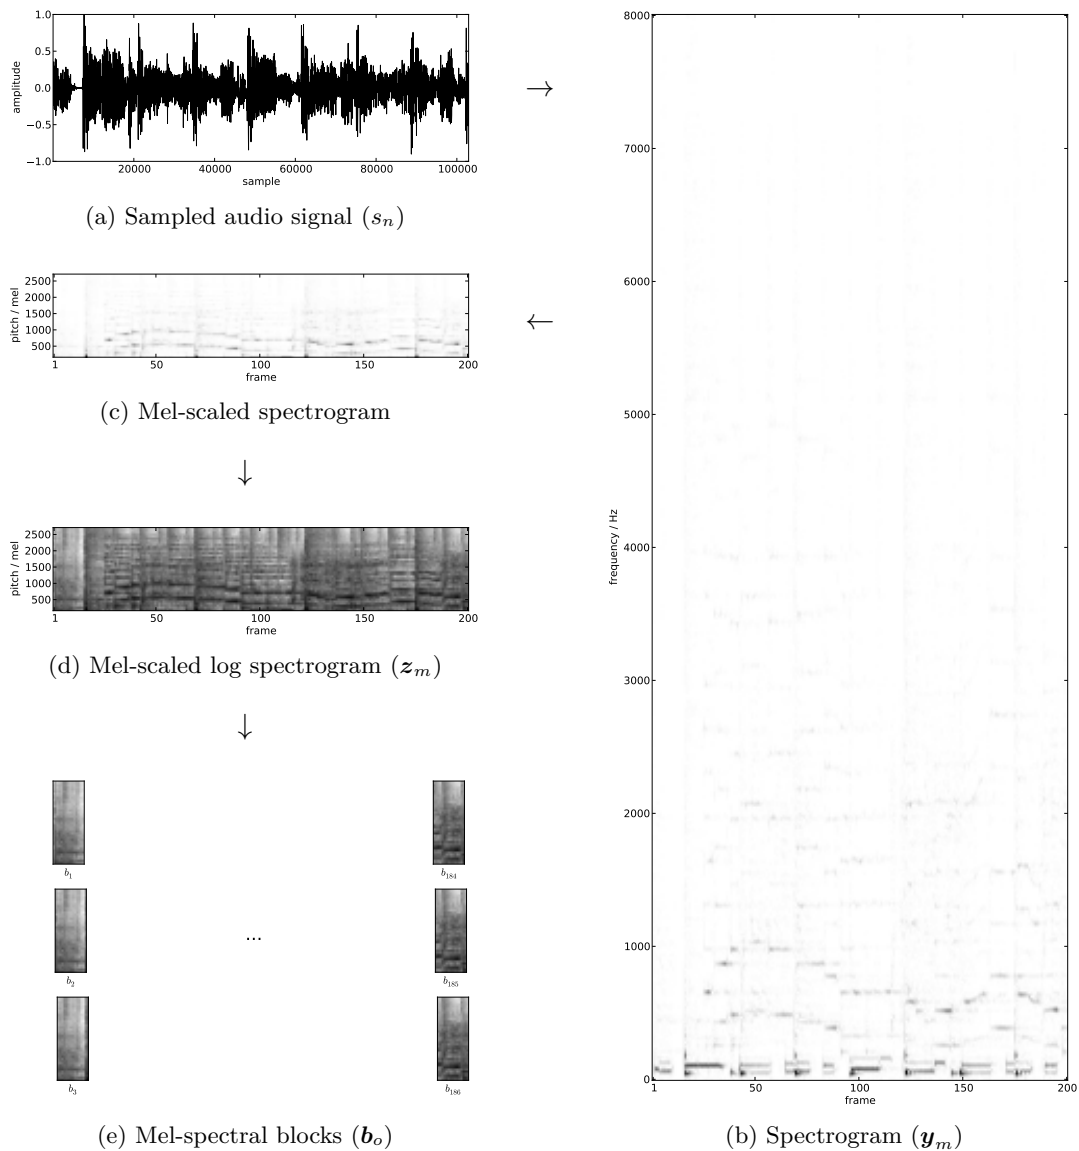 1.0
0.5
0.0
−0.5
−1.0
amplitude
20000 40000 60000 80000 100000
sample
(a) Sampled audio signal (sₙ)
→
2500
2000
1500
1000
500
pitch / mel
1 50 100 150 200
frame
(c) Mel-scaled spectrogram
←
↓
2500
2000
1500
1000
500
pitch / mel
1 50 100 150 200
frame
(d) Mel-scaled log spectrogram (𝒛ₘ)
↓
b₁
b₂
b₃
...
b₁₈₄
b₁₈₅
b₁₈₆
(e) Mel-spectral blocks (𝒃ₒ)
8000
7000
6000
5000
4000
3000
2000
1000
0
frequency / Hz
1 50 100 150 200
frame
(b) Spectrogram (𝒚ₘ)